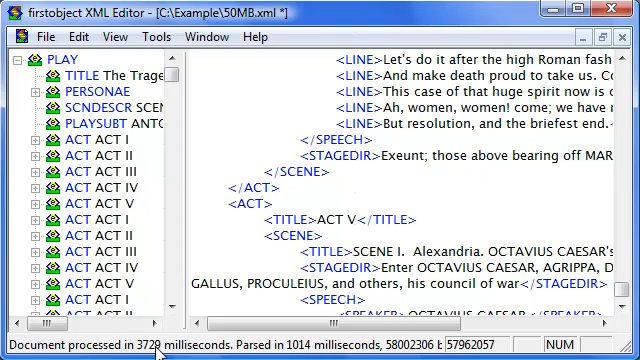 firstobject XML Editor - [C:\Example\50MB.xml *]
File Edit View Tools Window Help
PLAY
TITLE The Trage
PERSONAE
SCNDESCR SCEN
PLAYSUBT ANTO
ACT ACT I
ACT ACT II
ACT ACT III
ACT ACT IV
ACT ACT V
ACT ACT I
ACT ACT II
ACT ACT III
ACT ACT IV
ACT ACT V
ACT ACT I
ACT ACT II
<LINE>Let's do it after the high Roman fash
<LINE>And make death proud to take us. Co
<LINE>This case of that huge spirit now is c
<LINE>Ah, women, women! come; we have
<LINE>But resolution, and the briefest end.<
</SPEECH>
<STAGEDIR>Exeunt; those above bearing off MAR
</SCENE>
</ACT>
<ACT>
<TITLE>ACT V</TITLE>
<SCENE>
<TITLE>SCENE I. Alexandria. OCTAVIUS CAESAR's
<STAGEDIR>Enter OCTAVIUS CAESAR, AGRIPPA, D
GALLUS, PROCULEIUS, and others, his council of war</STAGEDIR>
<SPEECH>
<SPEAKER>OCTAVIUS CAESAR</SPEAKER>
Document processed in 3729 milliseconds. Parsed in 1014 milliseconds, 58002306 b 57962057 NUM